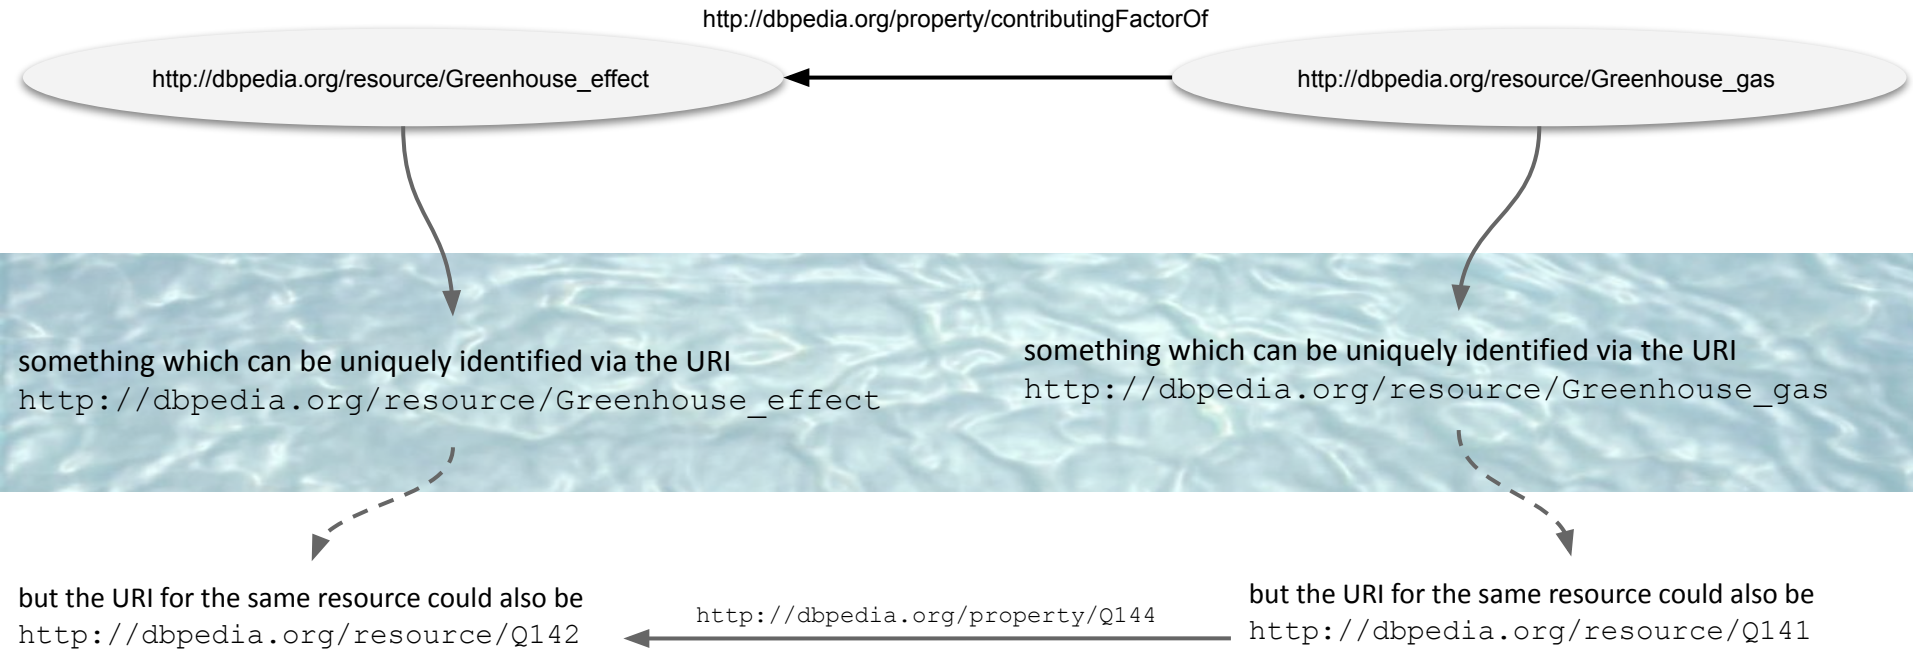 http://dbpedia.org/property/contributingFactorOf
http://dbpedia.org/resource/Greenhouse_effect
http://dbpedia.org/resource/Greenhouse_gas
something which can be uniquely identified via the URI
http://dbpedia.org/resource/Greenhouse_effect
something which can be uniquely identified via the URI
http://dbpedia.org/resource/Greenhouse_gas
but the URI for the same resource could also be
http://dbpedia.org/resource/Q142
http://dbpedia.org/property/Q144
but the URI for the same resource could also be
http://dbpedia.org/resource/Q141